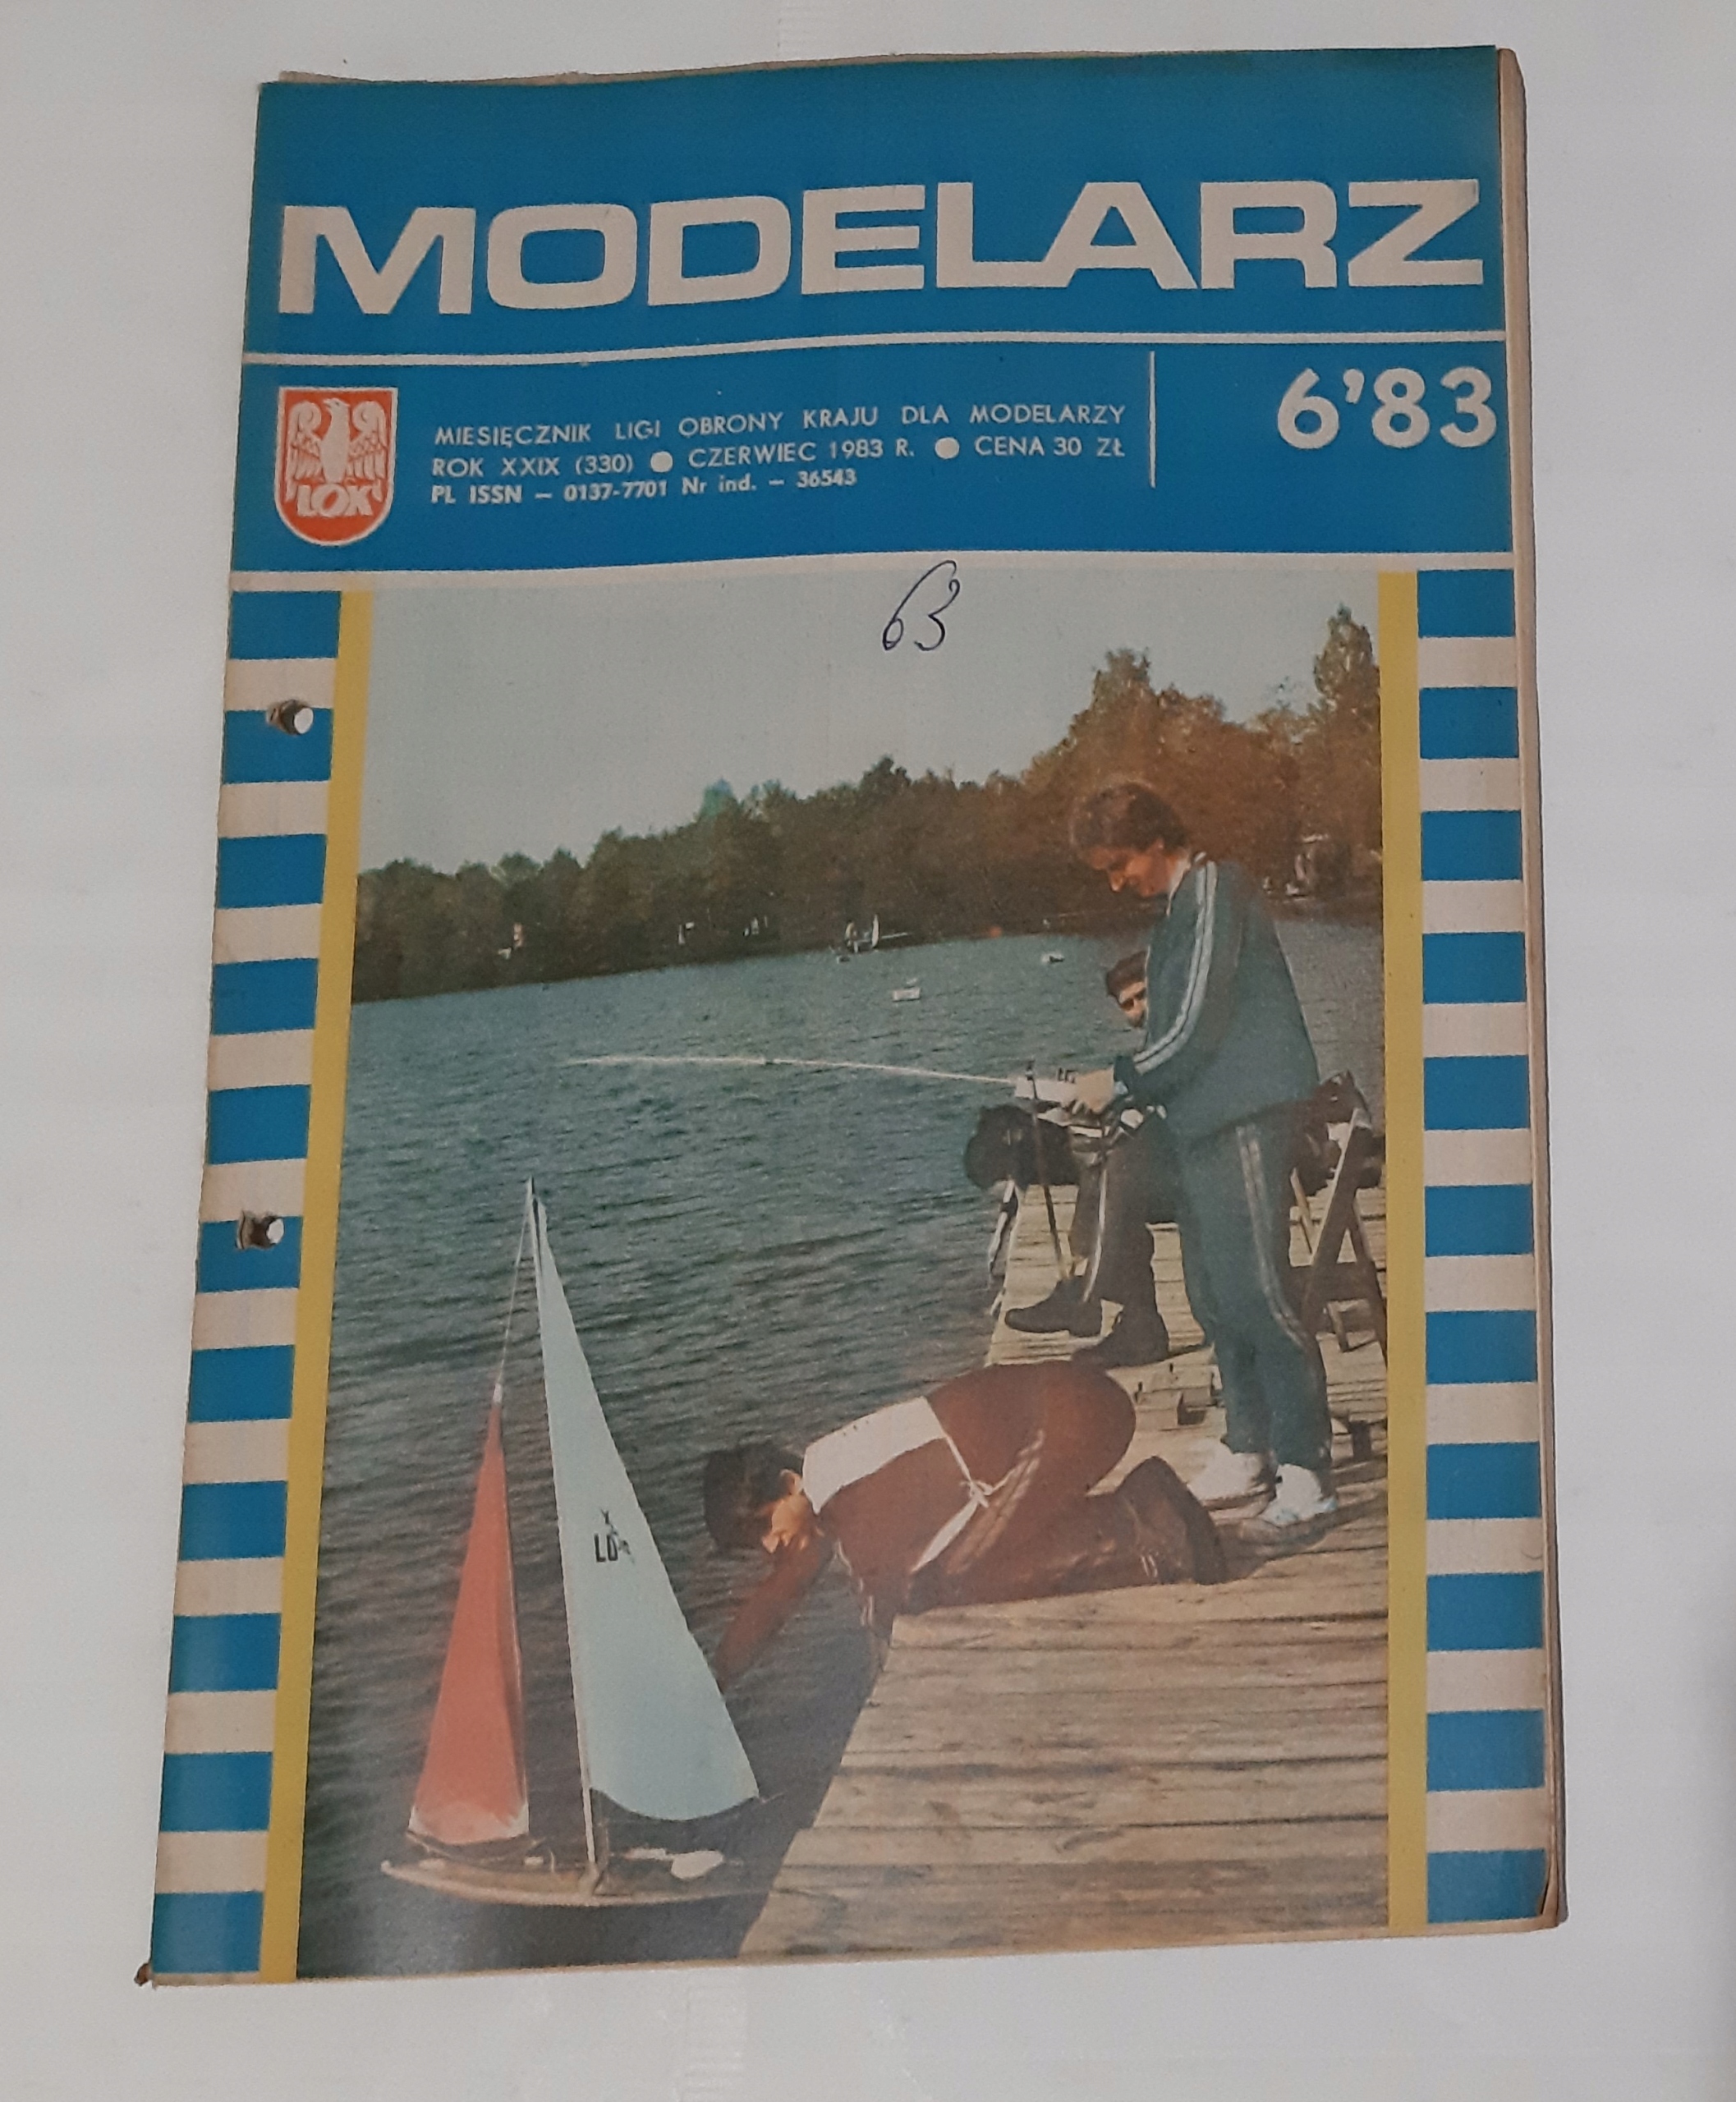 MODELARZ
6'83
MIESIĘCZNIK LIGI OBRONY KRAJU DLA MODELARZY
ROK XXIX (330) ● CZERWIEC 1983 R. ● CENA 30 ZŁ
PL ISSN – 0137-7701 Nr ind. – 36543
LOK
63
LD